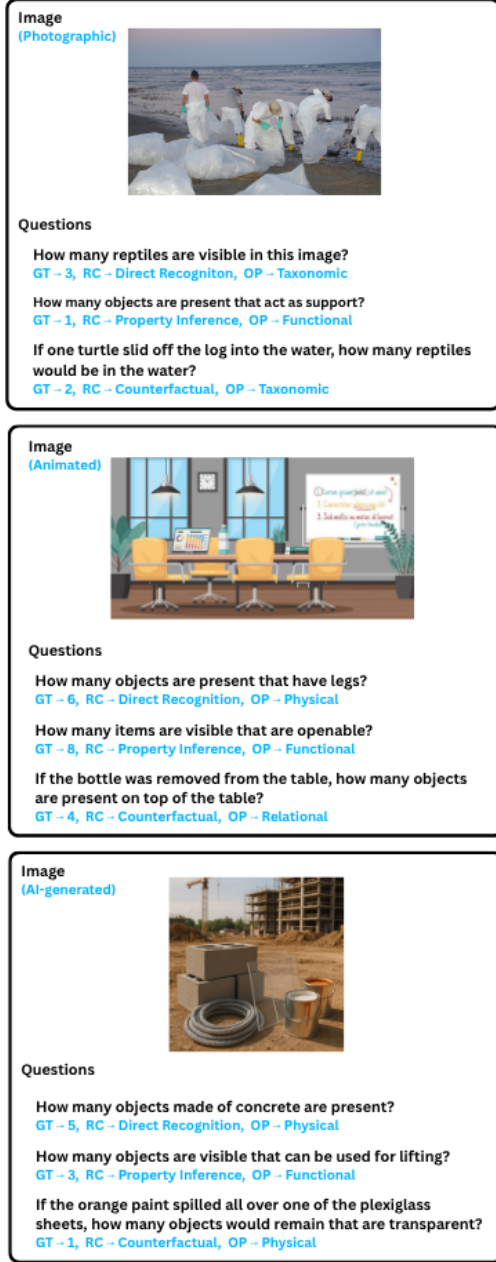 Image
(Photographic)
Questions
How many reptiles are visible in this image?
GT → 3, RC → Direct Recogniton, OP → Taxonomic
How many objects are present that act as support?
GT → 1, RC → Property Inference, OP → Functional
If one turtle slid off the log into the water, how many reptiles
would be in the water?
GT → 2, RC → Counterfactual, OP → Taxonomic
Image
(Animated)
Questions
How many objects are present that have legs?
GT → 6, RC → Direct Recognition, OP → Physical
How many items are visible that are openable?
GT → 8, RC → Property Inference, OP → Functional
If the bottle was removed from the table, how many objects
are present on top of the table?
GT → 4, RC → Counterfactual, OP → Relational
Image
(AI-generated)
Questions
How many objects made of concrete are present?
GT → 5, RC → Direct Recognition, OP → Physical
How many objects are visible that can be used for lifting?
GT → 3, RC → Property Inference, OP → Functional
If the orange paint spilled all over one of the plexiglass
sheets, how many objects would remain that are transparent?
GT → 1, RC → Counterfactual, OP → Physical